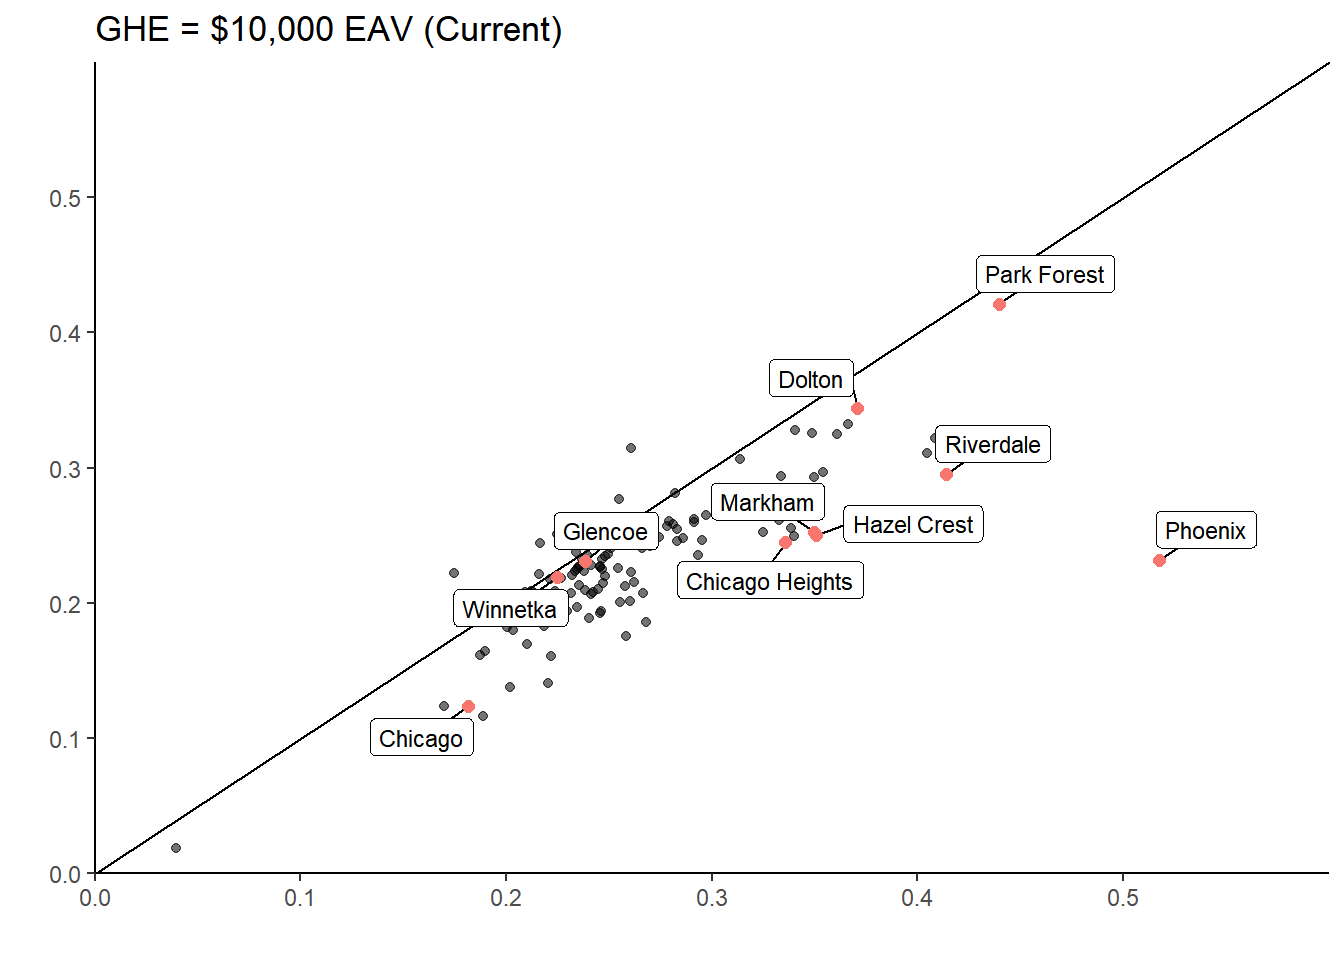 GHE = $10,000 EAV (Current)
0.5
Park Forest
0.4
Dolton
Riverdale
0.3
Markham
Hazel Crest
Glencoe
Phoenix
Chicago Heights
0.2
Winnetka
0.1
Chicago
0.0
0.0 0.1 0.2 0.3 0.4 0.5